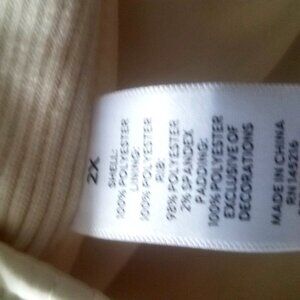 2X
SHELL:
100% POLYESTER
LINING:
100% POLYESTER
RIB:
98% POLYESTER
2% SPANDEX
PADDING:
100% POLYESTER
EXCLUSIVE OF
DECORATIONS
MADE IN CHINA